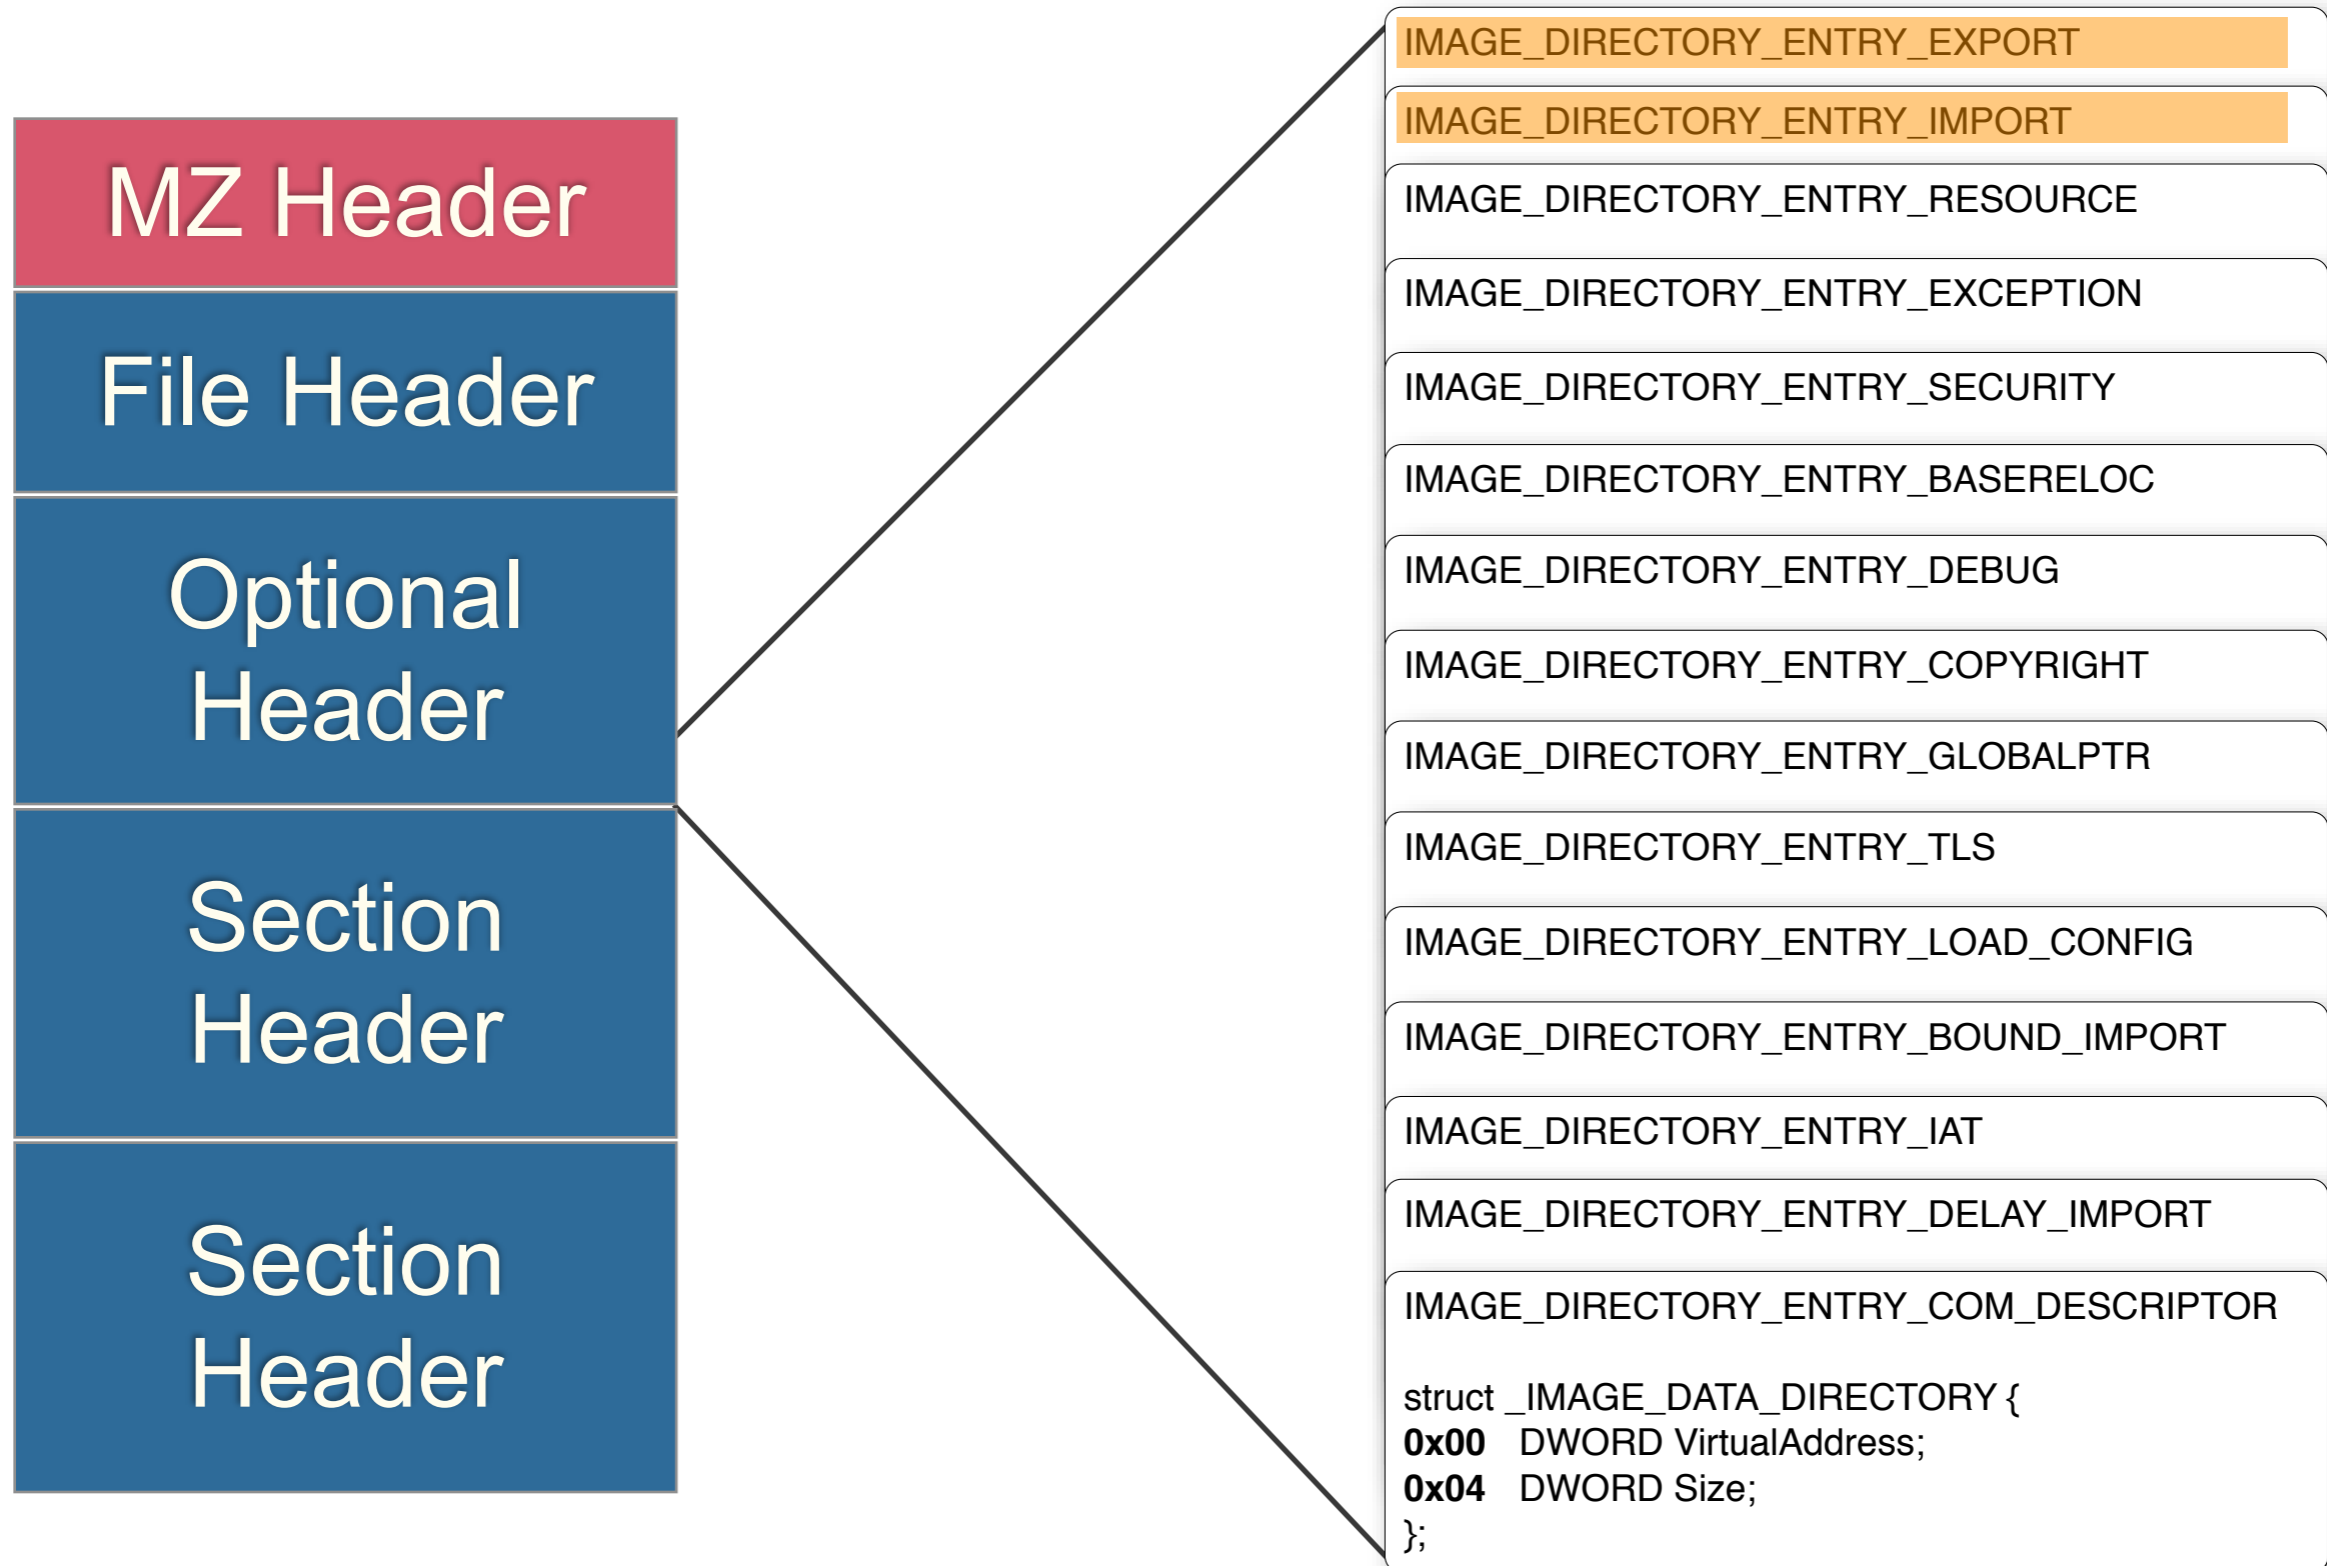 MZ Header
File Header
Optional
Header
Section
Header
Section
Header
IMAGE_DIRECTORY_ENTRY_EXPORT
IMAGE_DIRECTORY_ENTRY_IMPORT
IMAGE_DIRECTORY_ENTRY_RESOURCE
IMAGE_DIRECTORY_ENTRY_EXCEPTION
IMAGE_DIRECTORY_ENTRY_SECURITY
IMAGE_DIRECTORY_ENTRY_BASERELOC
IMAGE_DIRECTORY_ENTRY_DEBUG
IMAGE_DIRECTORY_ENTRY_COPYRIGHT
IMAGE_DIRECTORY_ENTRY_GLOBALPTR
IMAGE_DIRECTORY_ENTRY_TLS
IMAGE_DIRECTORY_ENTRY_LOAD_CONFIG
IMAGE_DIRECTORY_ENTRY_BOUND_IMPORT
IMAGE_DIRECTORY_ENTRY_IAT
IMAGE_DIRECTORY_ENTRY_DELAY_IMPORT
IMAGE_DIRECTORY_ENTRY_COM_DESCRIPTOR
struct _IMAGE_DATA_DIRECTORY {
0x00 DWORD VirtualAddress;
0x04 DWORD Size;
};